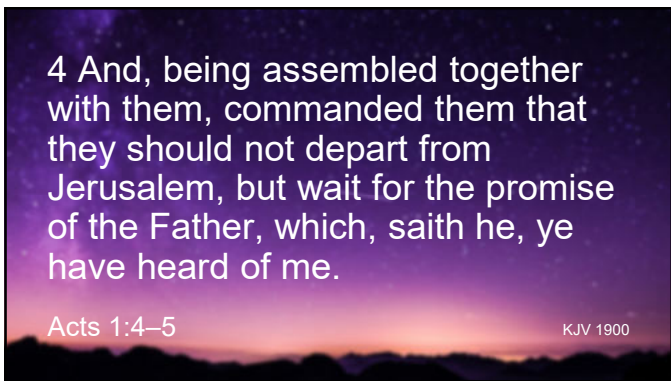 4 And, being assembled together
with them, commanded them that
they should not depart from
Jerusalem, but wait for the promise
of the Father, which, saith he, ye
have heard of me.
Acts 1:4–5
KJV 1900